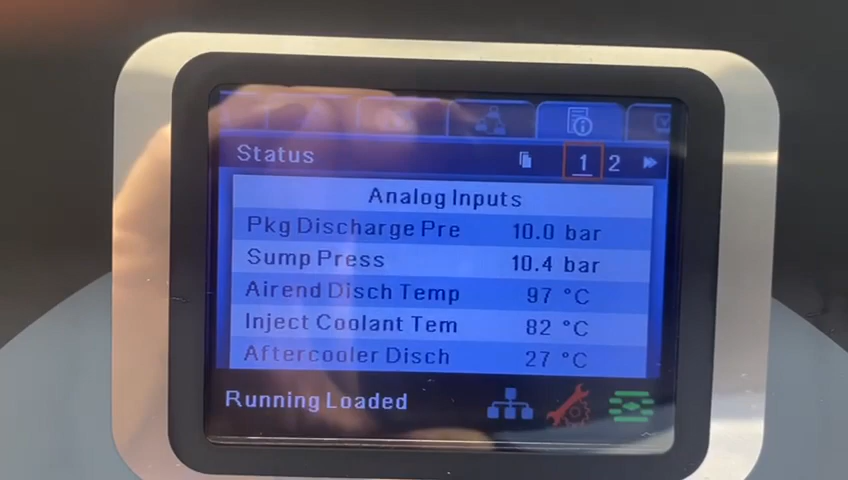 Status 1 2
Analog Inputs
Pkg Discharge Pre 10.0 bar
Sump Press 10.4 bar
Airend Disch Temp 97 °C
Inject Coolant Tem 82 °C
Aftercooler Disch 27 °C
Running Loaded